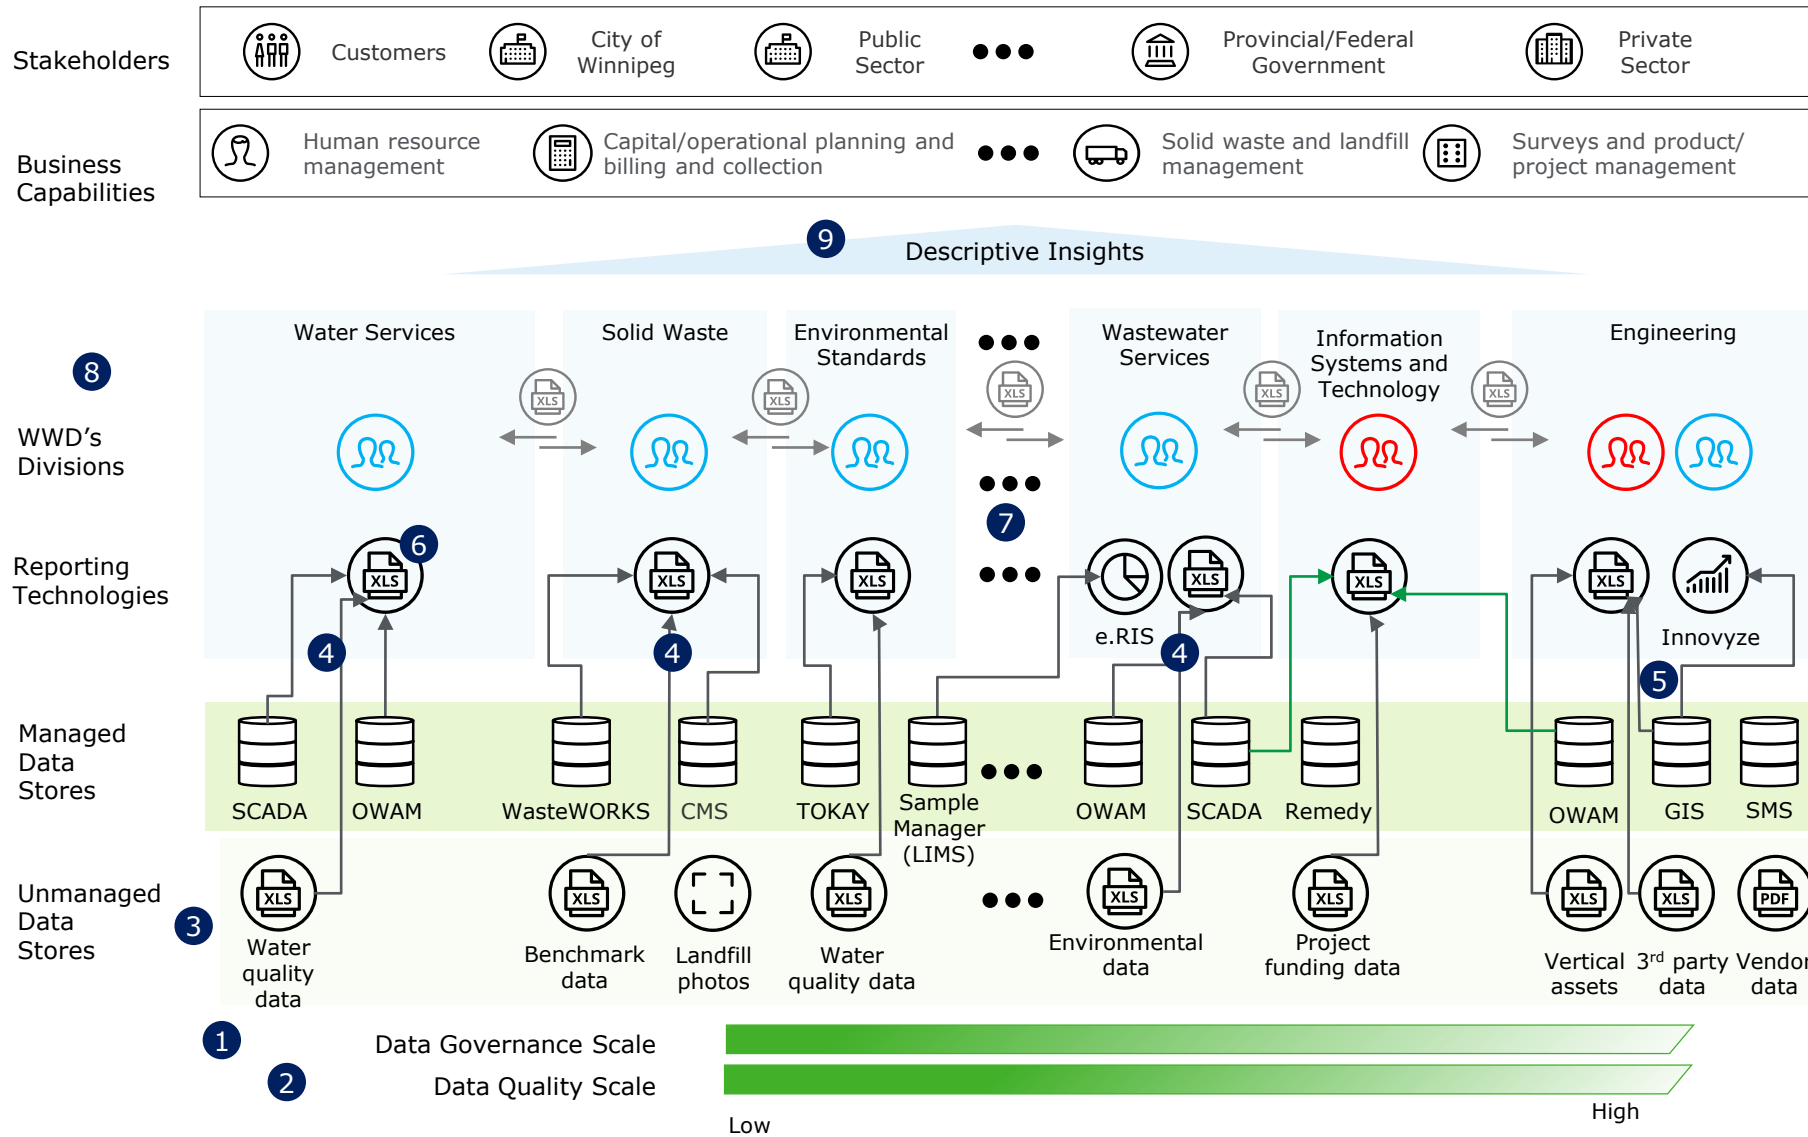 Stakeholders
Customers
City of
Winnipeg
Public
Sector
Provincial/Federal
Government
Private
Sector
Business
Capabilities
Human resource
management
Capital/operational planning and
billing and collection
Solid waste and landfill
management
Surveys and product/
project management
9
Descriptive Insights
8
WWD's
Divisions
Water Services
Solid Waste
Environmental
Standards
Wastewater
Services
Information
Systems and
Technology
Engineering
XLS
XLS
XLS
XLS
XLS
7
Reporting
Technologies
6
XLS
XLS
XLS
e.RIS
XLS
XLS
XLS
Innovyze
4
4
4
5
Managed
Data
Stores
SCADA
OWAM
WasteWORKS
CMS
TOKAY
Sample
Manager
(LIMS)
OWAM
SCADA
Remedy
OWAM
GIS
SMS
Unmanaged
Data
Stores
3
XLS
Water
quality
data
XLS
Benchmark
data
Landfill
photos
XLS
Water
quality data
XLS
Environmental
data
XLS
Project
funding data
XLS
Vertical
assets
XLS
3rd party
data
PDF
Vendor
data
1
Data Governance Scale
2
Data Quality Scale
Low
High